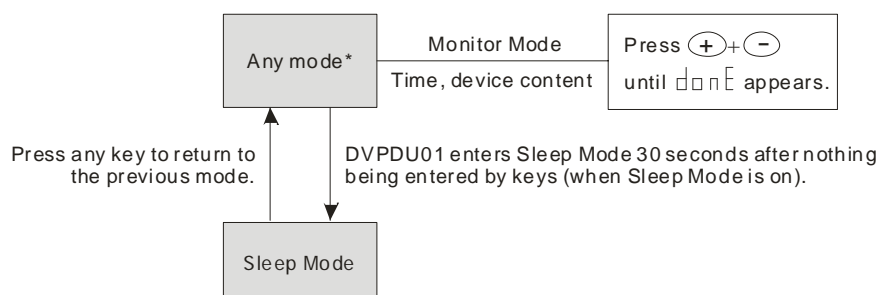 Any mode*
Monitor Mode
Time, device content
Press + + -
until donE appears.
Press any key to return to
the previous mode.
DVPDU01 enters Sleep Mode 30 seconds after nothing
being entered by keys (when Sleep Mode is on).
Sleep Mode